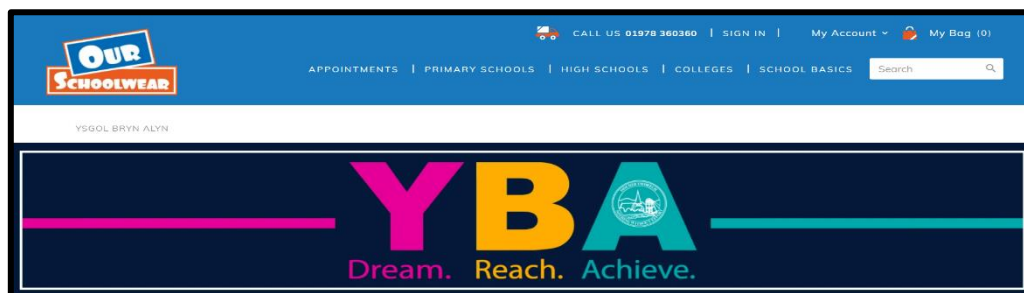 CALL US 01978 360360 | SIGN IN | My Account My Bag (0)
OUR
SCHOOLWEAR
APPOINTMENTS | PRIMARY SCHOOLS | HIGH SCHOOLS | COLLEGES | SCHOOL BASICS Search
YSGOL BRYN ALYN
YBA
Dream. Reach. Achieve.